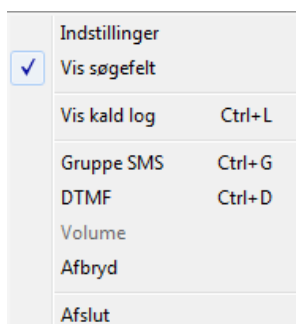 Indstillinger
Vis søgefelt
Vis kald log Ctrl+L
Gruppe SMS Ctrl+G
DTMF Ctrl+D
Volume
Afbryd
Afslut